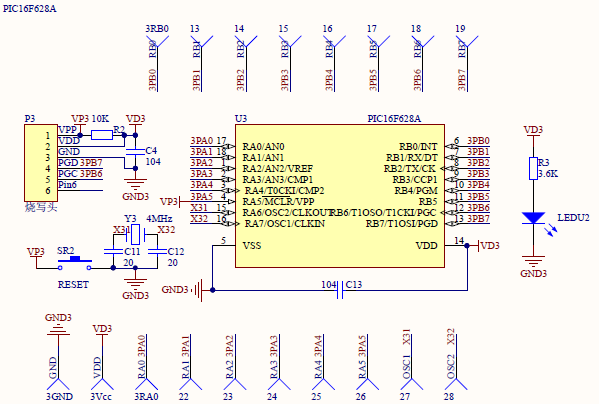 PIC16F628A
3RB0 13 14 15 16 17 18 19
RB0 RB1 RB2 RB3 RB4 RB5 RB6 RB7
3PB0 3PB1 3PB2 3PB3 3PB4 3PB5 3PB6 3PB7
P3 VP3 10K VD3
R2
1 VPP
2 VDD
3 GND
4 PGD 3PB7
5 PGC 3PB6
6 Pin6
烧写头
C4
104
GND3
U3 PIC16F628A
3PA0 17 RA0/AN0 RB0/INT 6 3PB0
3PA1 18 RA1/AN1 RB1/RX/DT 7 3PB1
3PA2 1 RA2/AN2/VREF RB2/TX/CK 8 3PB2
3PA3 2 RA3/AN3/CMP1 RB3/CCP1 9 3PB3
3PA4 3 RA4/T0CKI/CMP2 RB4/PGM 10 3PB4
VP3 3PA5 4 RA5/MCLR/VPP RB5 11 3PB5
X31 15 RA6/OSC2/CLKOUT RB6/T1OSO/T1CKI/PGC 12 3PB6
X32 16 RA7/OSC1/CLKIN RB7/T1OSI/PGD 13 3PB7
5 VSS VDD 14 VD3
GND3 104 C13
VD3
R3
3.6K
LEDU2
GND3
Y3 4MHz
X31 X32
VP3 SR2 C11 C12
20 20
RESET
GND3
GND3 VD3
GND VDD RA0 3PA0 RA1 3PA1 RA2 3PA2 RA3 3PA3 RA4 3PA4 RA5 3PA5 OSC1 X31 OSC2 X32
3GND 3Vcc 3RA0 22 23 24 25 26 27 28